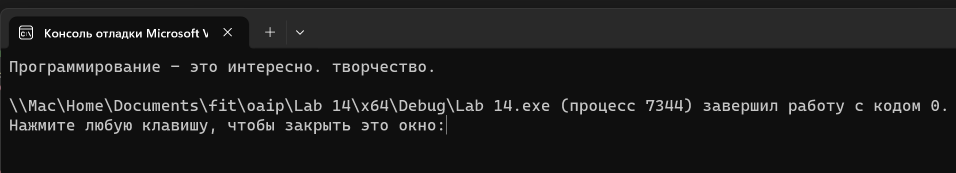 Консоль отладки Microsoft V
Программирование – это интересно. творчество.
\\Mac\Home\Documents\fit\oaip\Lab 14\x64\Debug\Lab 14.exe (процесс 7344) завершил работу с кодом 0.
Нажмите любую клавишу, чтобы закрыть это окно: